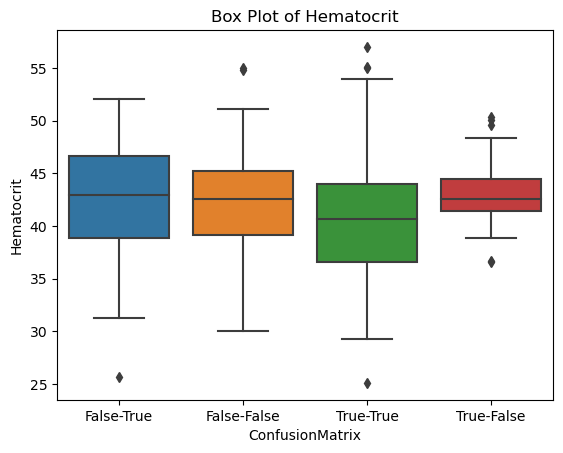 Box Plot of Hematocrit
Hematocrit
55
50
45
40
35
30
25
False-True False-False True-True True-False
ConfusionMatrix